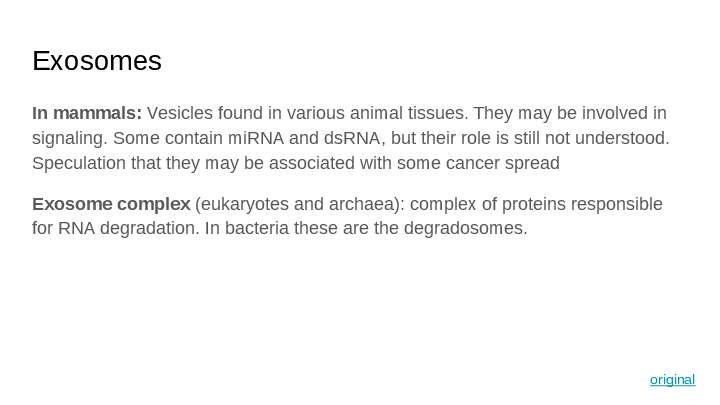 Exosomes
In mammals: Vesicles found in various animal tissues. They may be involved in
signaling. Some contain miRNA and dsRNA, but their role is still not understood.
Speculation that they may be associated with some cancer spread
Exosome complex (eukaryotes and archaea): complex of proteins responsible
for RNA degradation. In bacteria these are the degradosomes.
original